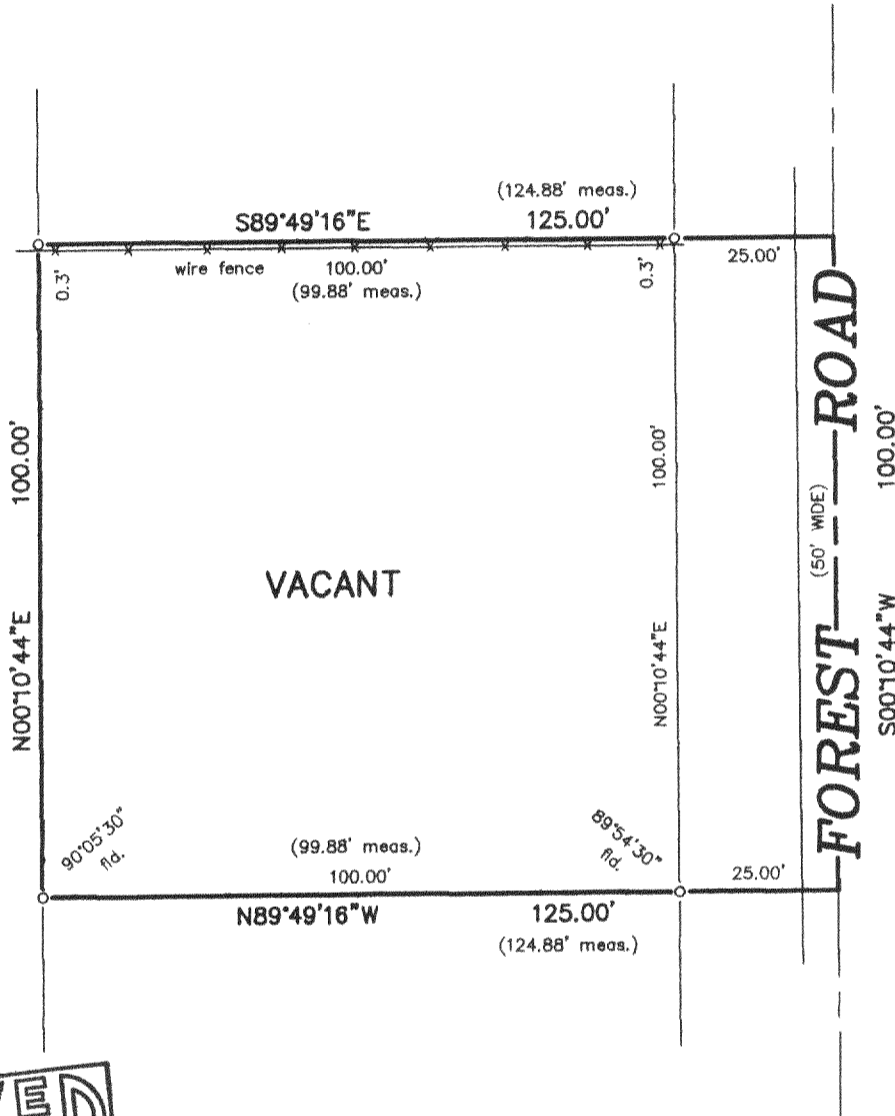 (124.88' meas.)
S89°49'16"E 125.00'
wire fence 100.00' 25.00'
(99.88' meas.)
0.3'
0.3'
100.00'
N00°10'44"E
100.00'
N00°10'44"E
VACANT
FOREST ROAD
(50' WIDE)
100.00'
S00°10'44"W
90°05'30"
fld.
89°54'30"
fld.
(99.88' meas.)
100.00' 25.00'
N89°49'16"W 125.00'
(124.88' meas.)
VED